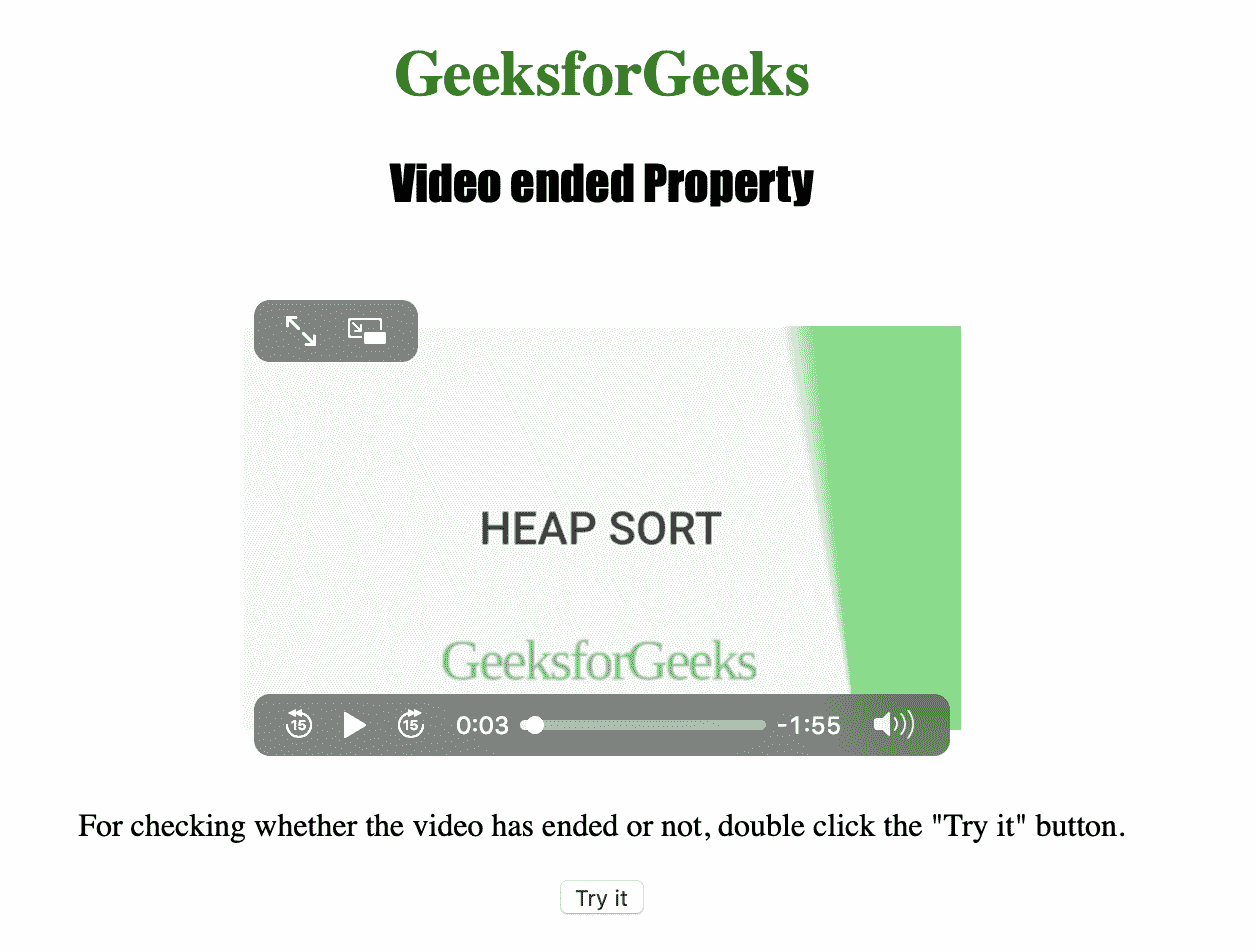 GeeksforGeeks
Video ended Property
HEAP SORT
GeeksforGeeks
15 15 0:03 -1:55
For checking whether the video has ended or not, double click the "Try it" button.
Try it